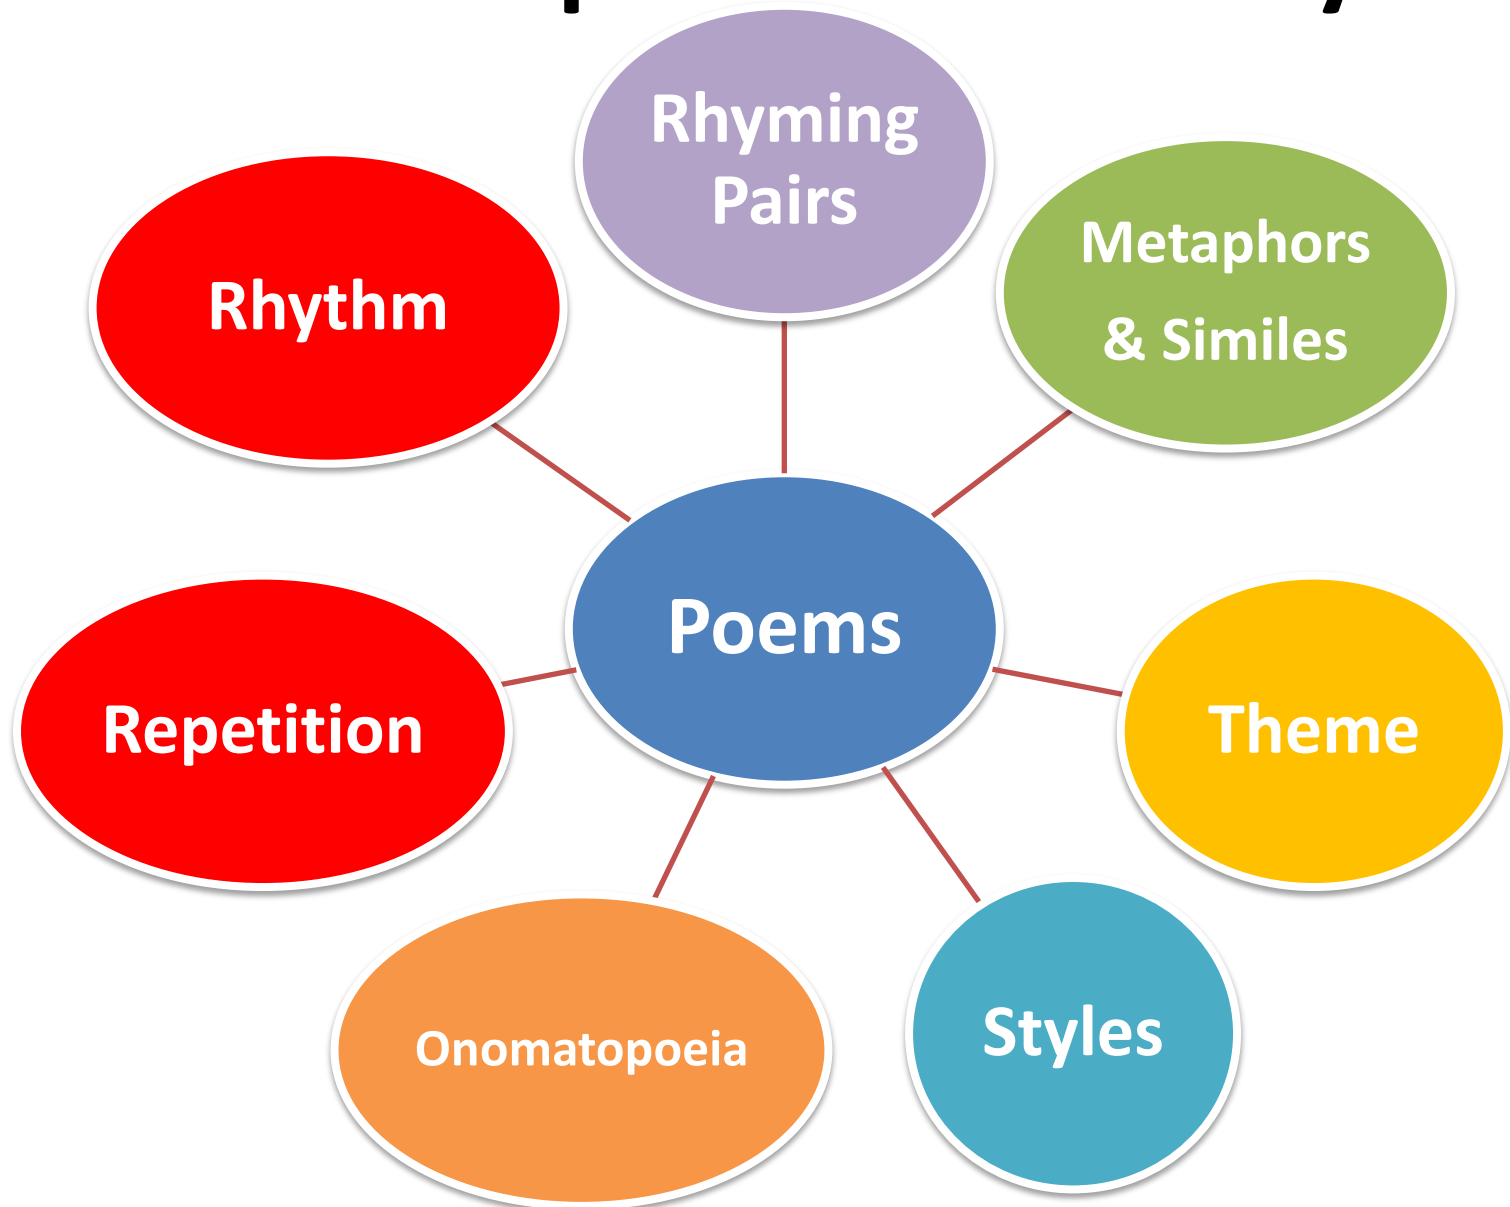 Rhyming
Pairs
Metaphors
& Similes
Rhythm
Poems
Repetition
Theme
Onomatopoeia
Styles